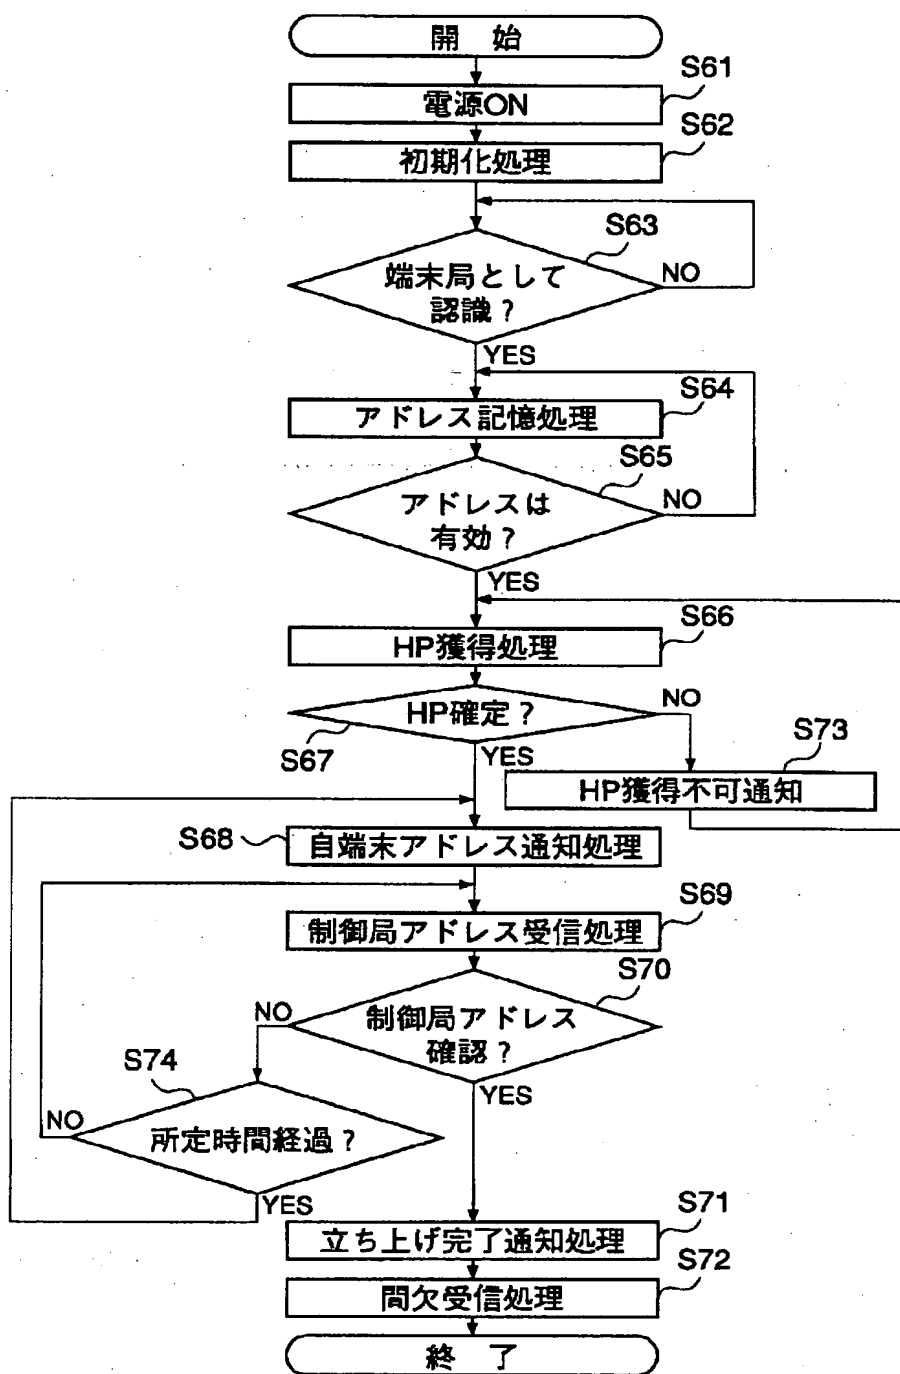 開 始
S61
電源ON
S62
初期化処理
S63
端末局として
認識?
NO
YES
S64
アドレス記憶処理
S65
アドレスは
有効?
NO
YES
S66
HP獲得処理
HP確定?
NO
S67
YES
S73
HP獲得不可通知
S68
自端末アドレス通知処理
S69
制御局アドレス受信処理
S70
制御局アドレス
確認?
NO
YES
S74
所定時間経過?
NO
YES
S71
立ち上げ完了通知処理
S72
間欠受信処理
終 了